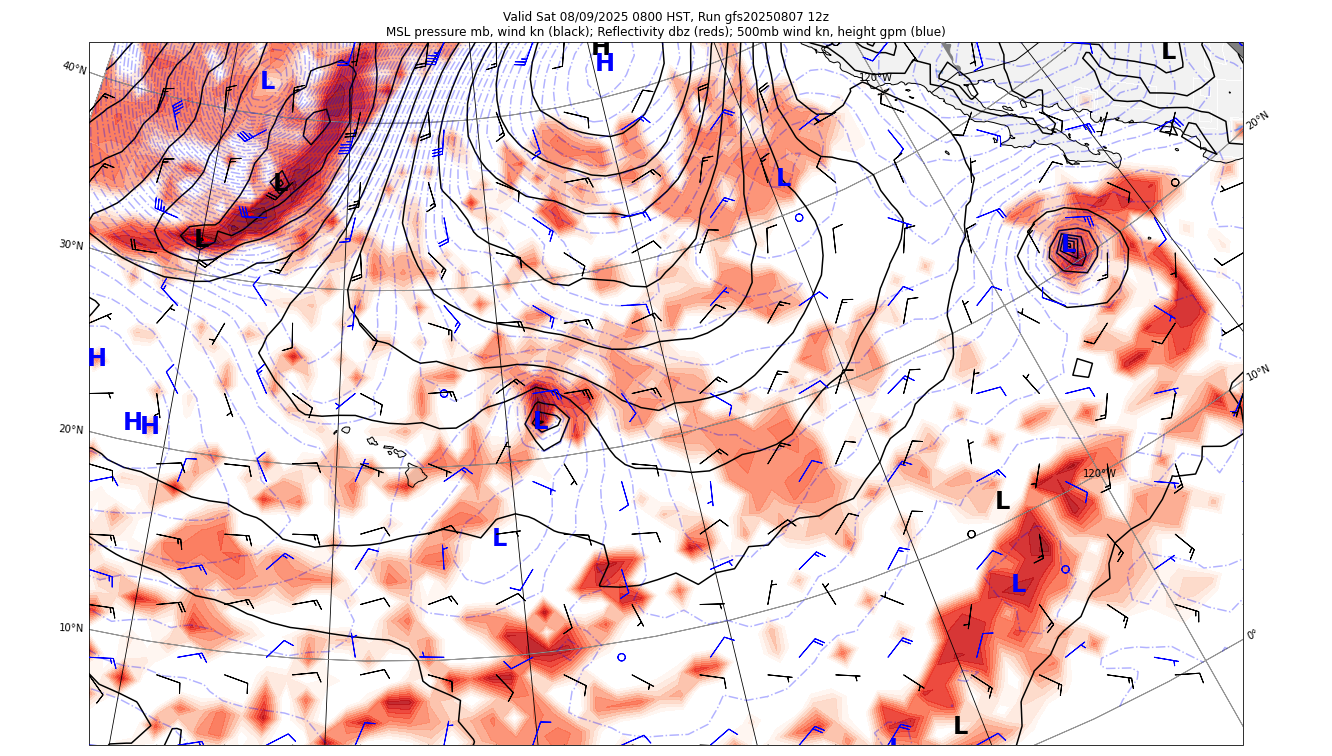 Valid Sat 08/09/2025 0800 HST, Run gfs20250807 12z
MSL pressure mb, wind kn (black); Reflectivity dbz (reds); 500mb wind kn, height gpm (blue)
H
H
L
L
40°N
120°W
20°N
L
L
L
L
30°N
H
10°N
L
H
H
20°N
120°W
L
L
L
10°N
0°
L
L